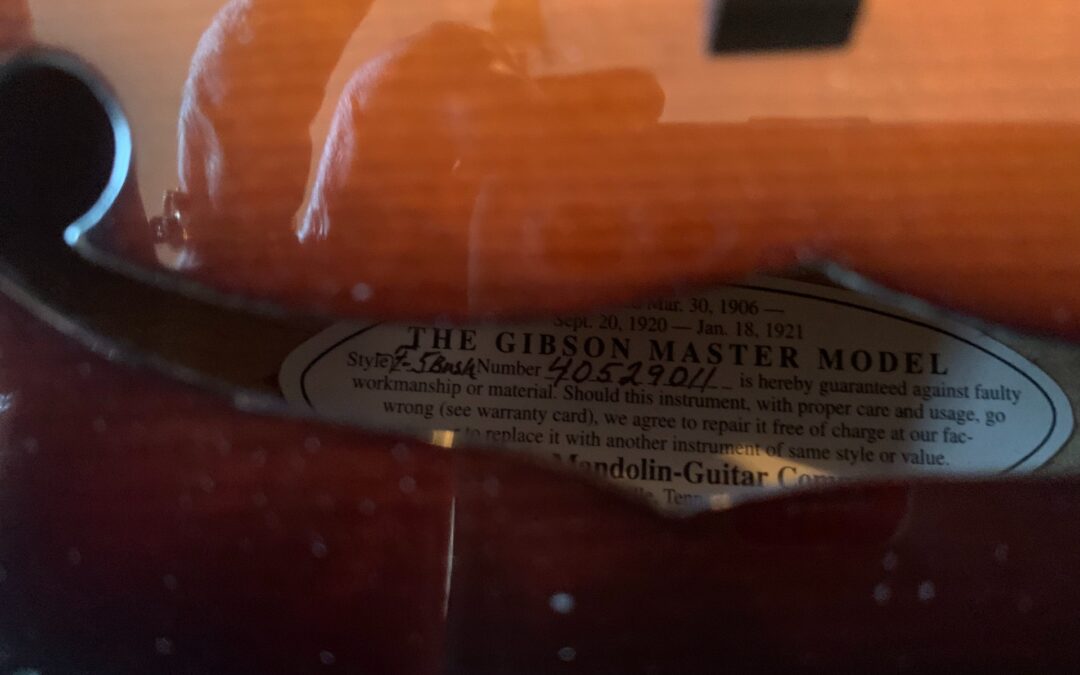 Mar. 30, 1906 —
Sept. 20, 1920 — Jan. 18, 1921
THE GIBSON MASTER MODEL
Style F-5 Bush Number 40529011 is hereby guaranteed against faulty
workmanship or material. Should this instrument, with proper care and usage, go
wrong (see warranty card), we agree to repair it free of charge at our fac-
to replace it with another instrument of same style or value.
Mandolin-Guitar
Tenn